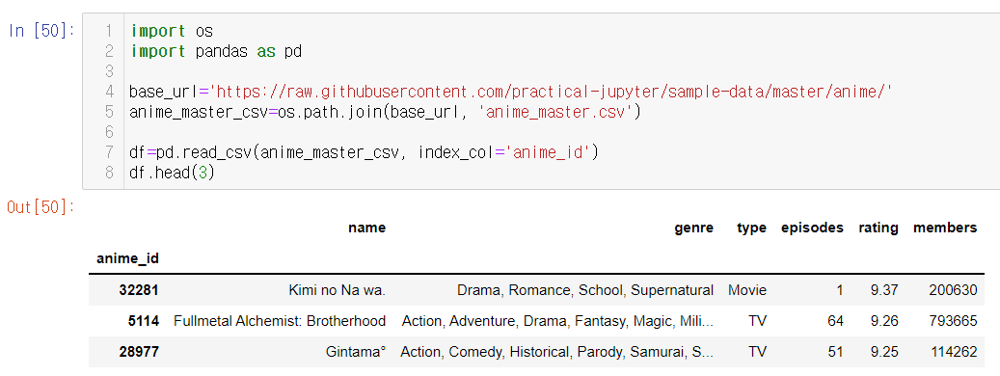 In [50]:
1 import os
2 import pandas as pd
3
4 base_url='https://raw.githubusercontent.com/practical-jupyter/sample-data/master/anime/'
5 anime_master_csv=os.path.join(base_url, 'anime_master.csv')
6
7 df=pd.read_csv(anime_master_csv, index_col='anime_id')
8 df.head(3)
Out[50]:
name genre type episodes rating members
anime_id
32281 Kimi no Na wa. Drama, Romance, School, Supernatural Movie 1 9.37 200630
5114 Fullmetal Alchemist: Brotherhood Action, Adventure, Drama, Fantasy, Magic, Mili... TV 64 9.26 793665
28977 Gintama° Action, Comedy, Historical, Parody, Samurai, S... TV 51 9.25 114262